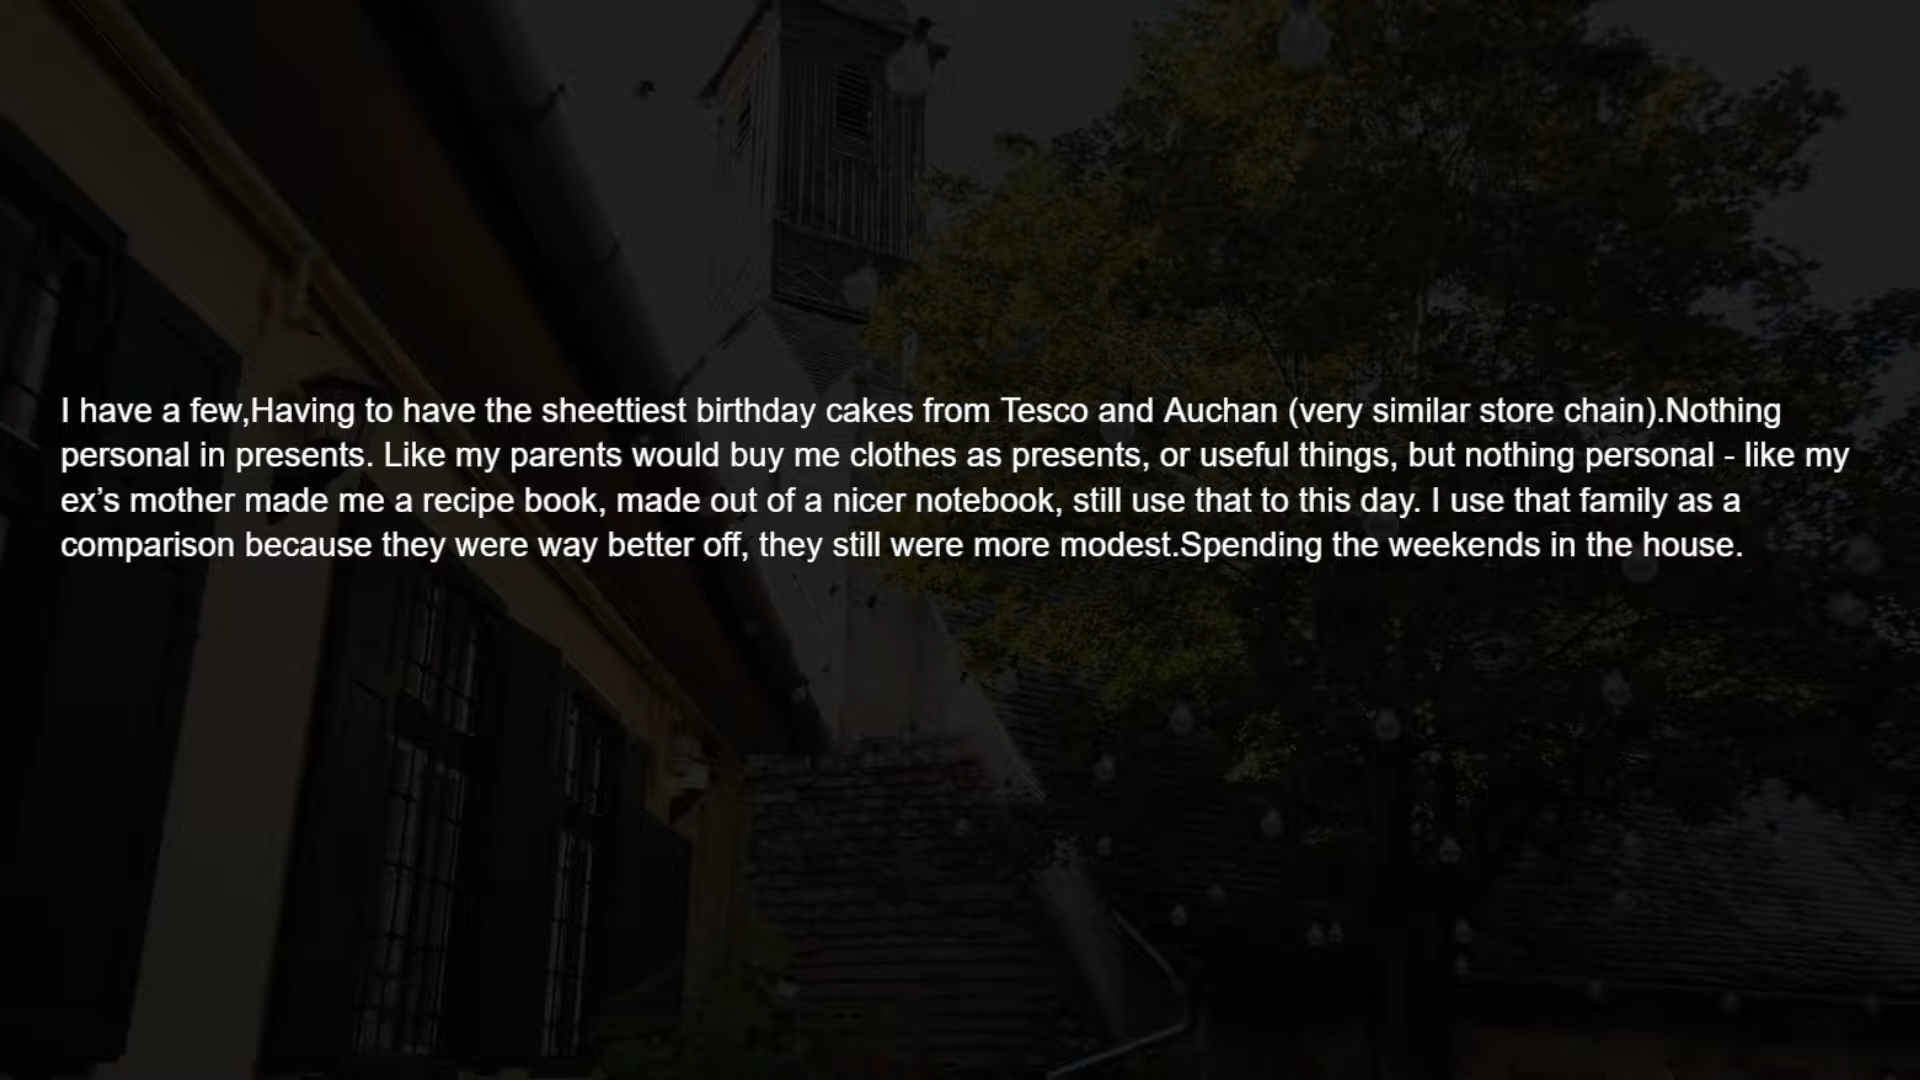 I have a few,Having to have the sheettiest birthday cakes from Tesco and Auchan (very similar store chain).Nothing
personal in presents. Like my parents would buy me clothes as presents, or useful things, but nothing personal - like my
ex’s mother made me a recipe book, made out of a nicer notebook, still use that to this day. I use that family as a
comparison because they were way better off, they still were more modest.Spending the weekends in the house.